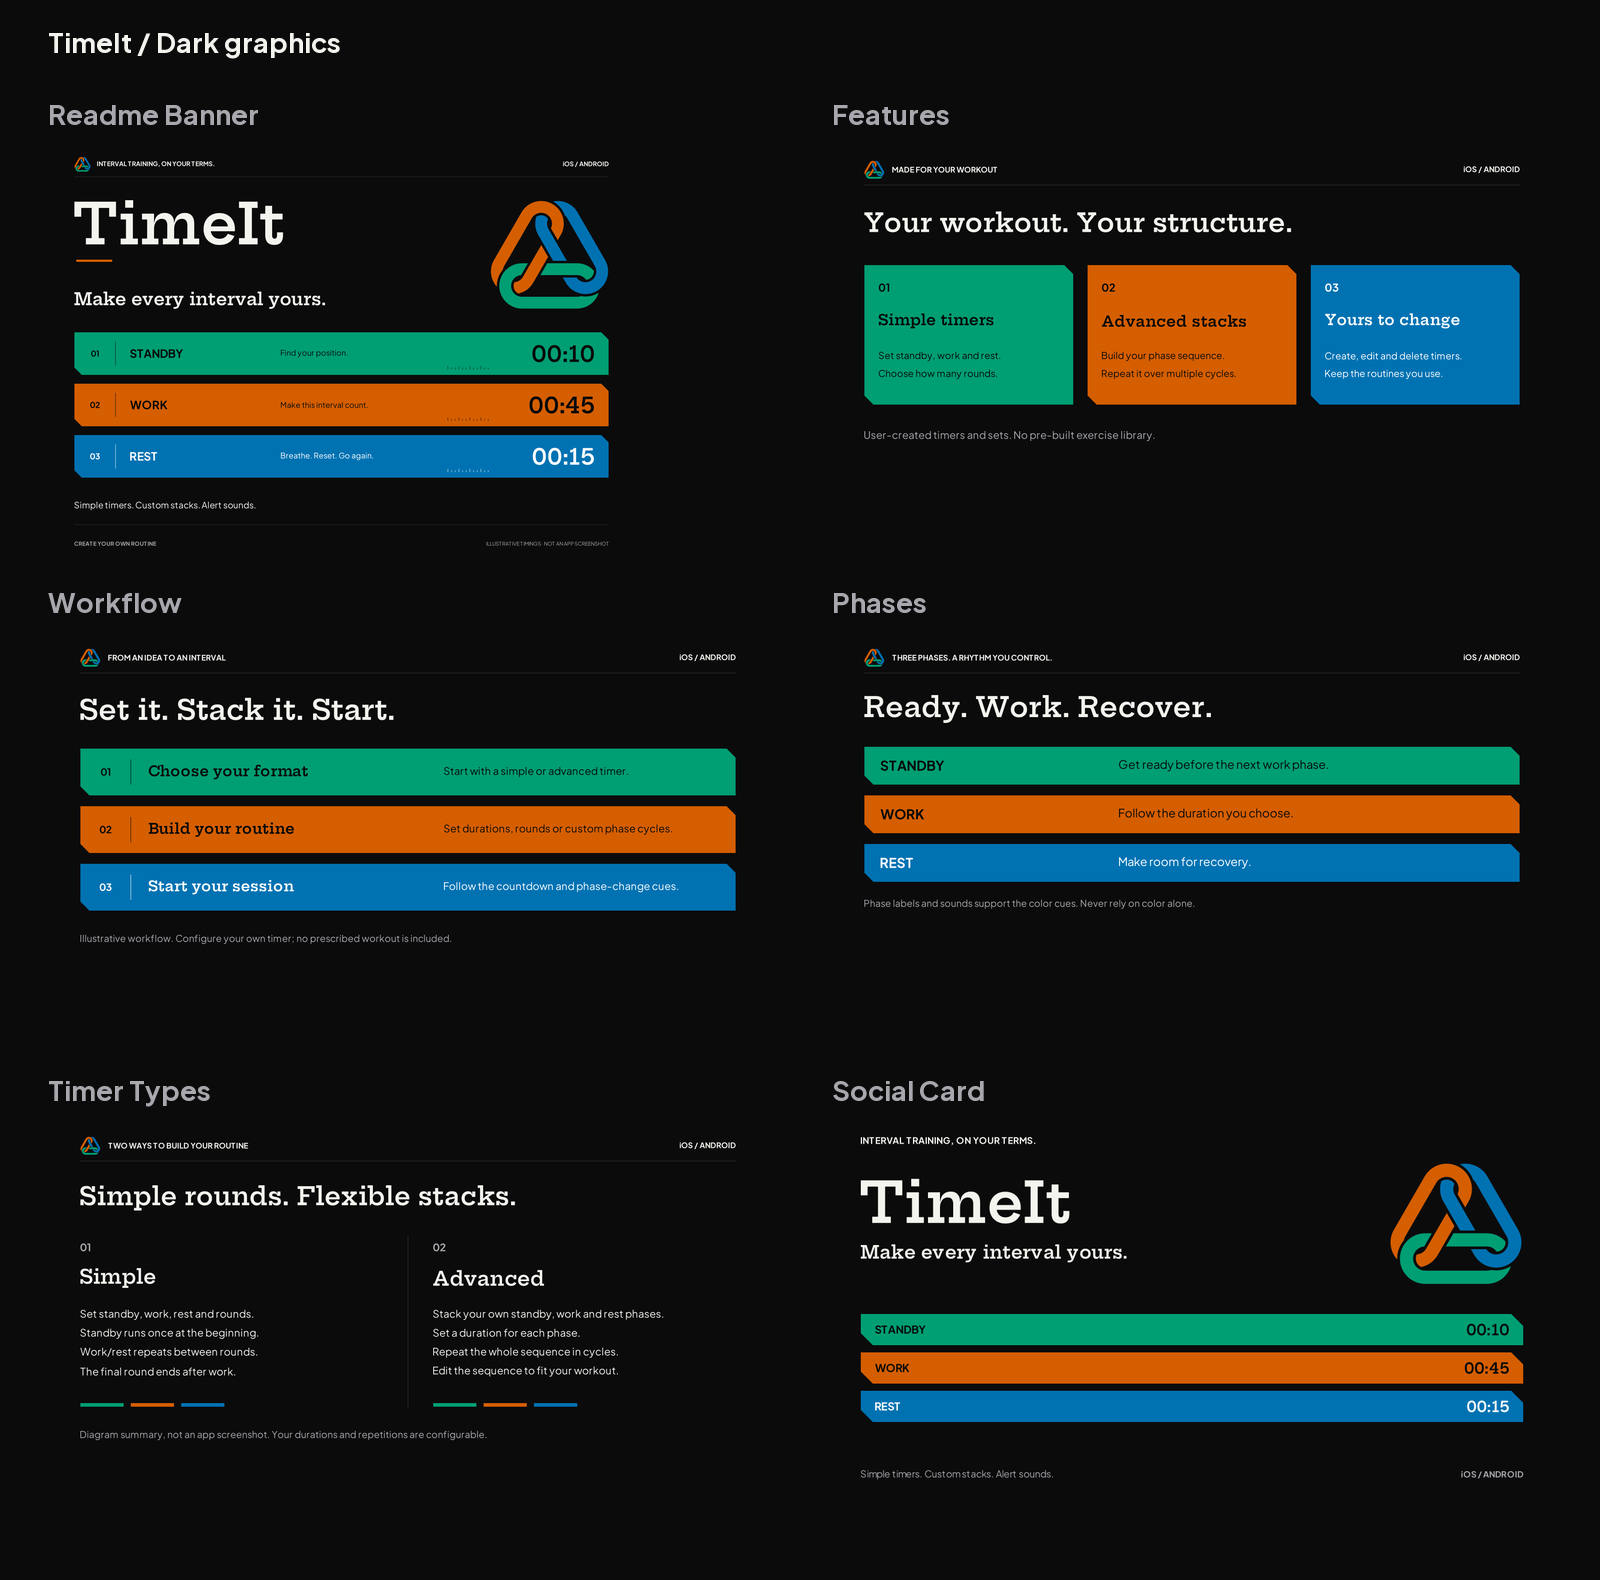 TimeIt / Dark graphics
Readme Banner
INTERVAL TRAINING, ON YOUR TERMS.
iOS / ANDROID
TimeIt
Make every interval yours.
01
STANDBY
Find your position.
00:10
02
WORK
Make this interval count.
00:45
03
REST
Breathe. Reset. Go again.
00:15
Simple timers. Custom stacks. Alert sounds.
CREATE YOUR OWN ROUTINE
ILLUSTRATIVE TIMINGS · NOT AN APP SCREENSHOT
Features
MADE FOR YOUR WORKOUT
iOS / ANDROID
Your workout. Your structure.
01
Simple timers
Set standby, work and rest.
Choose how many rounds.
02
Advanced stacks
Build your phase sequence.
Repeat it over multiple cycles.
03
Yours to change
Create, edit and delete timers.
Keep the routines you use.
User-created timers and sets. No pre-built exercise library.
Workflow
FROM AN IDEA TO AN INTERVAL
iOS / ANDROID
Set it. Stack it. Start.
01
Choose your format
Start with a simple or advanced timer.
02
Build your routine
Set durations, rounds or custom phase cycles.
03
Start your session
Follow the countdown and phase-change cues.
Illustrative workflow. Configure your own timer; no prescribed workout is included.
Phases
THREE PHASES. A RHYTHM YOU CONTROL.
iOS / ANDROID
Ready. Work. Recover.
STANDBY
Get ready before the next work phase.
WORK
Follow the duration you choose.
REST
Make room for recovery.
Phase labels and sounds support the color cues. Never rely on color alone.
Timer Types
TWO WAYS TO BUILD YOUR ROUTINE
iOS / ANDROID
Simple rounds. Flexible stacks.
01
Simple
Set standby, work, rest and rounds.
Standby runs once at the beginning.
Work/rest repeats between rounds.
The final round ends after work.
02
Advanced
Stack your own standby, work and rest phases.
Set a duration for each phase.
Repeat the whole sequence in cycles.
Edit the sequence to fit your workout.
Diagram summary, not an app screenshot. Your durations and repetitions are configurable.
Social Card
INTERVAL TRAINING, ON YOUR TERMS.
TimeIt
Make every interval yours.
STANDBY
00:10
WORK
00:45
REST
00:15
Simple timers. Custom stacks. Alert sounds.
iOS / ANDROID